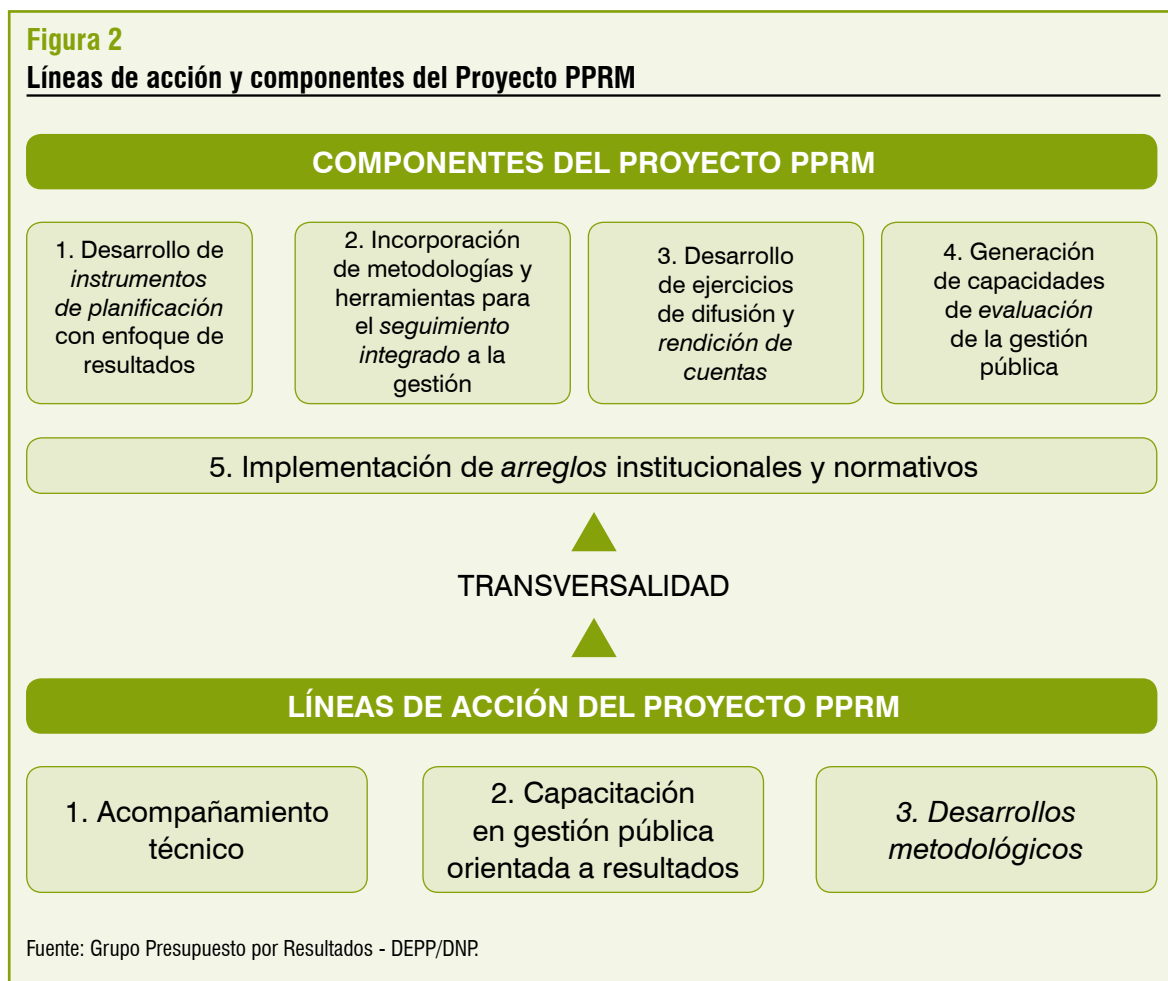 Figura 2
Líneas de acción y componentes del Proyecto PPRM
COMPONENTES DEL PROYECTO PPRM
1. Desarrollo de
instrumentos
de planificación
con enfoque de
resultados
2. Incorporación
de metodologías y
herramientas para
el seguimiento
integrado a la
gestión
3. Desarrollo
de ejercicios
de difusión y
rendición de
cuentas
4. Generación
de capacidades
de evaluación
de la gestión
pública
5. Implementación de arreglos institucionales y normativos
TRANSVERSALIDAD
LÍNEAS DE ACCIÓN DEL PROYECTO PPRM
1. Acompañamiento
técnico
2. Capacitación
en gestión pública
orientada a resultados
3. Desarrollos
metodológicos
Fuente: Grupo Presupuesto por Resultados - DEPP/DNP.